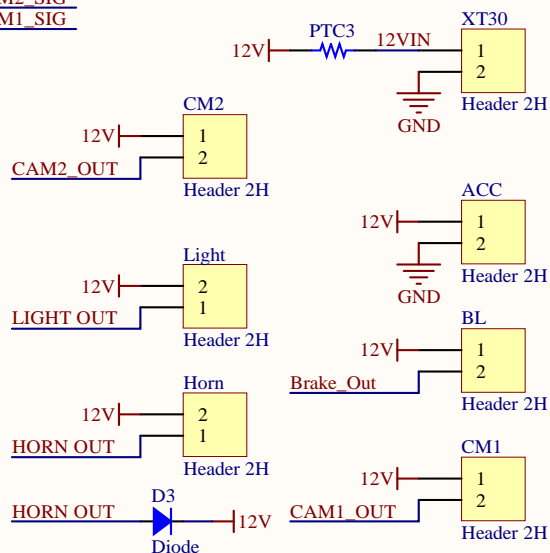 M1_SIG
XT30
PTC3
12V
12VIN
1
2
Header 2H
GND
CM2
12V
1
CAM2_OUT
2
Header 2H
ACC
12V
1
2
Header 2H
GND
Light
12V
2
LIGHT OUT
1
Header 2H
BL
12V
1
Brake_Out
2
Header 2H
Horn
12V
2
HORN OUT
1
Header 2H
CM1
12V
1
CAM1_OUT
2
Header 2H
HORN OUT
D3
12V
Diode